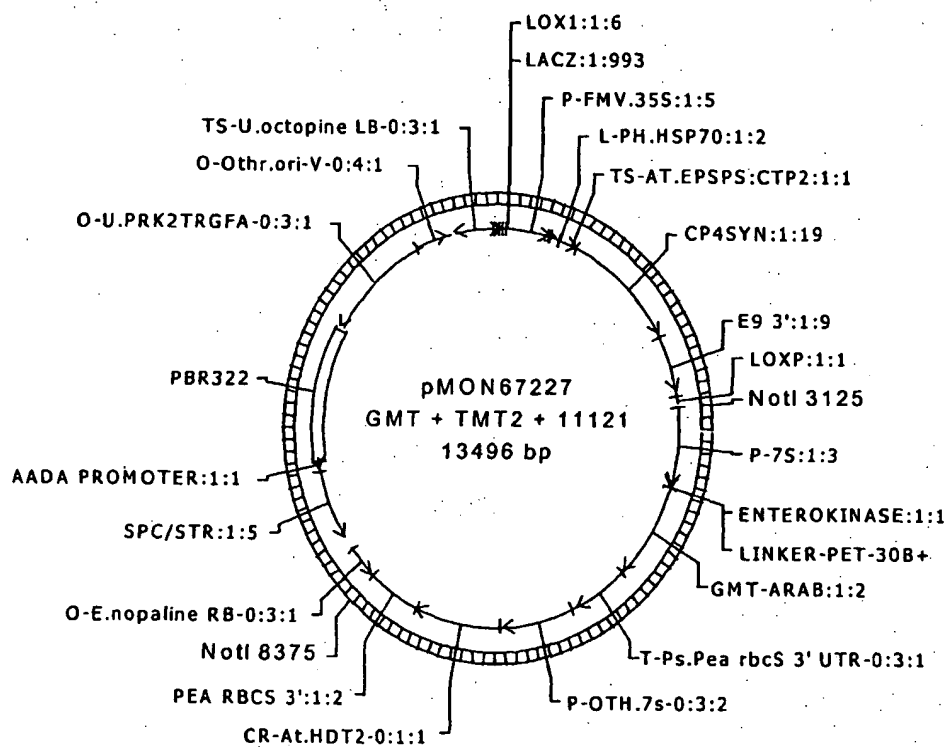 LOX1:1:6
LACZ:1:993
P-FMV.35S:1:5
TS-U.octopine LB-0:3:1
L-PH.HSP70:1:2
O-Othr.ori-V-0:4:1
TS-AT.EPSPS:CTP2:1:1
O-U.PRK2TRGFA-0:3:1
CP4SYN:1:19
E9 3':1:9
LOXP:1:1
PBR322
pMON67227
NotI 3125
GMT + TMT2 + 11121
13496 bp
P-7S:1:3
AADA PROMOTER:1:1
ENTEROKINASE:1:1
SPC/STR:1:5
LINKER-PET-30B+
GMT-ARAB:1:2
O-E.nopaline RB-0:3:1
NotI 8375
T-Ps.Pea rbcS 3' UTR-0:3:1
PEA RBCS 3':1:2
P-OTH.7s-0:3:2
CR-At.HDT2-0:1:1